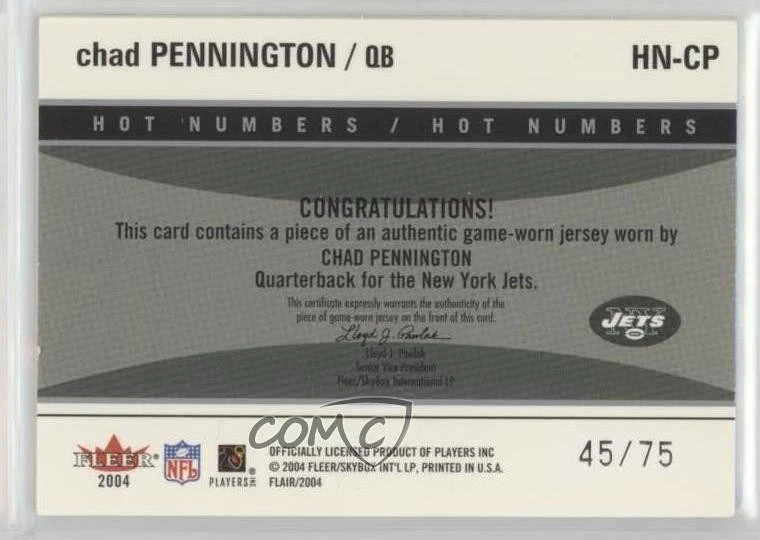 chad PENNINGTON / QB HN-CP
HOT NUMBERS / HOT NUMBERS
CONGRATULATIONS!
This card contains a piece of an authentic game-worn jersey worn by
CHAD PENNINGTON
Quarterback for the New York Jets.
This certificate expressly warrants the authenticity of the
piece of game-worn jersey on the front of this card.
Lloyd J. Pawlak
Lloyd J. Pawlak
Senior Vice President
Fleer/SkyBox International LP
NY
JETS
COMC
FLEER
2004
NFL
PLAYERS INC
OFFICIALLY LICENSED PRODUCT OF PLAYERS INC
© 2004 FLEER/SKYBOX INT'L LP, PRINTED IN U.S.A.
FLAIR/2004
45/75